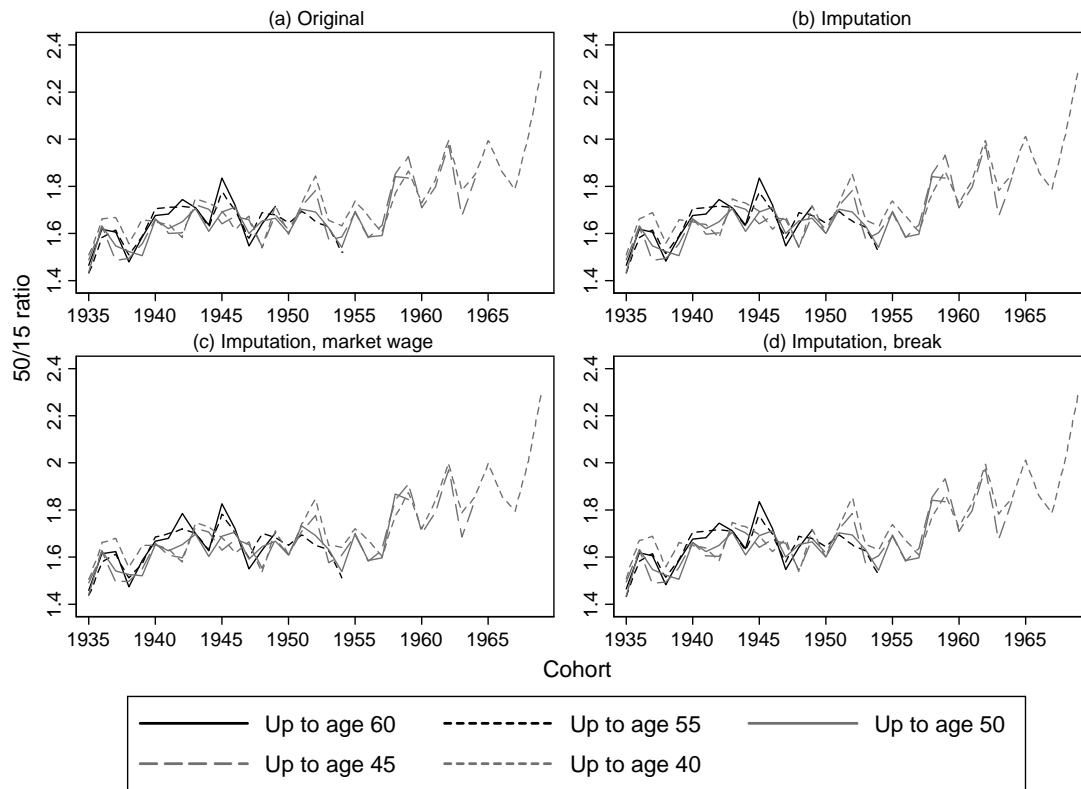 (a) Original
(b) Imputation
2.4
2.2
2
1.8
1.6
1.4
1935 1940 1945 1950 1955 1960 1965
2.4
2.2
2
1.8
1.6
1.4
1935 1940 1945 1950 1955 1960 1965
(c) Imputation, market wage
(d) Imputation, break
2.4
2.2
2
1.8
1.6
1.4
1935 1940 1945 1950 1955 1960 1965
2.4
2.2
2
1.8
1.6
1.4
1935 1940 1945 1950 1955 1960 1965
50/15 ratio
Cohort
Up to age 60 Up to age 55 Up to age 50
Up to age 45 Up to age 40